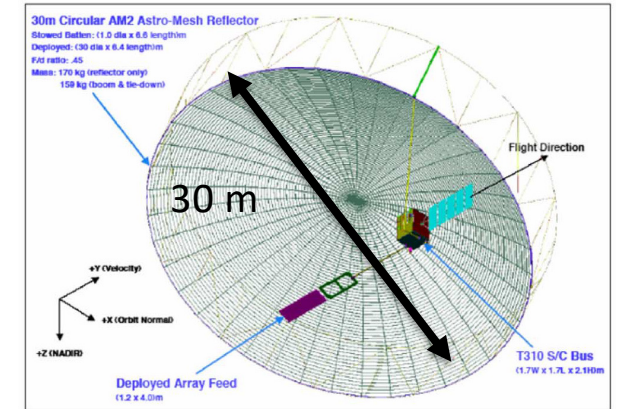 30m Circular AM2 Astro-Mesh Reflector
Stowed Batten: (1.0 dia x 6.6 length)m
Deployed: (30 dia x 6.4 length)m
F/d ratio: .45
Mass: 170 kg (reflector only)
159 kg (boom & tie-down)
Flight Direction
30 m
+Y (Velocity)
+X (Orbit Normal)
+Z (NADIR)
T310 S/C Bus
(1.7W x 1.7L x 2.1H)m
Deployed Array Feed
(1.2 x 4.0)m